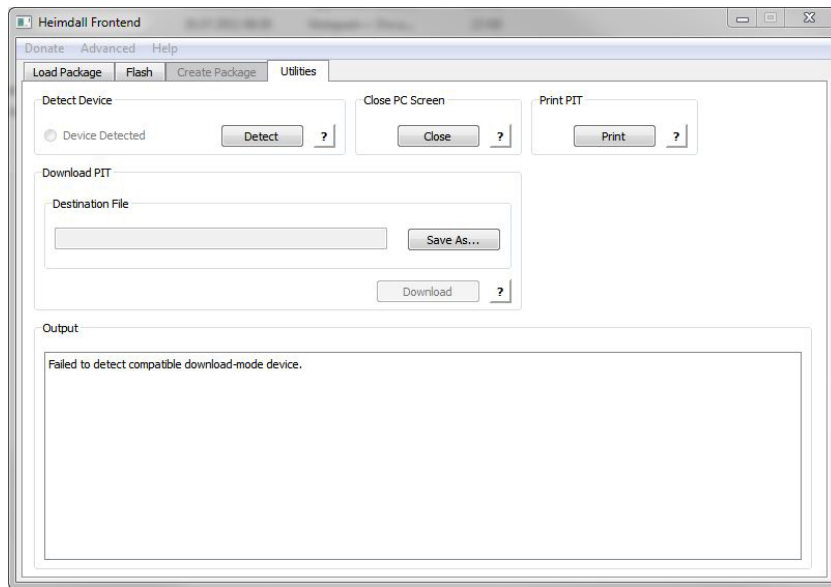 Heimdall Frontend
Donate Advanced Help
Load Package Flash Create Package Utilities
Detect Device Close PC Screen Print PIT
Device Detected Detect ? Close ? Print ?
Download PIT
Destination File
Save As...
Download ?
Output
Failed to detect compatible download-mode device.